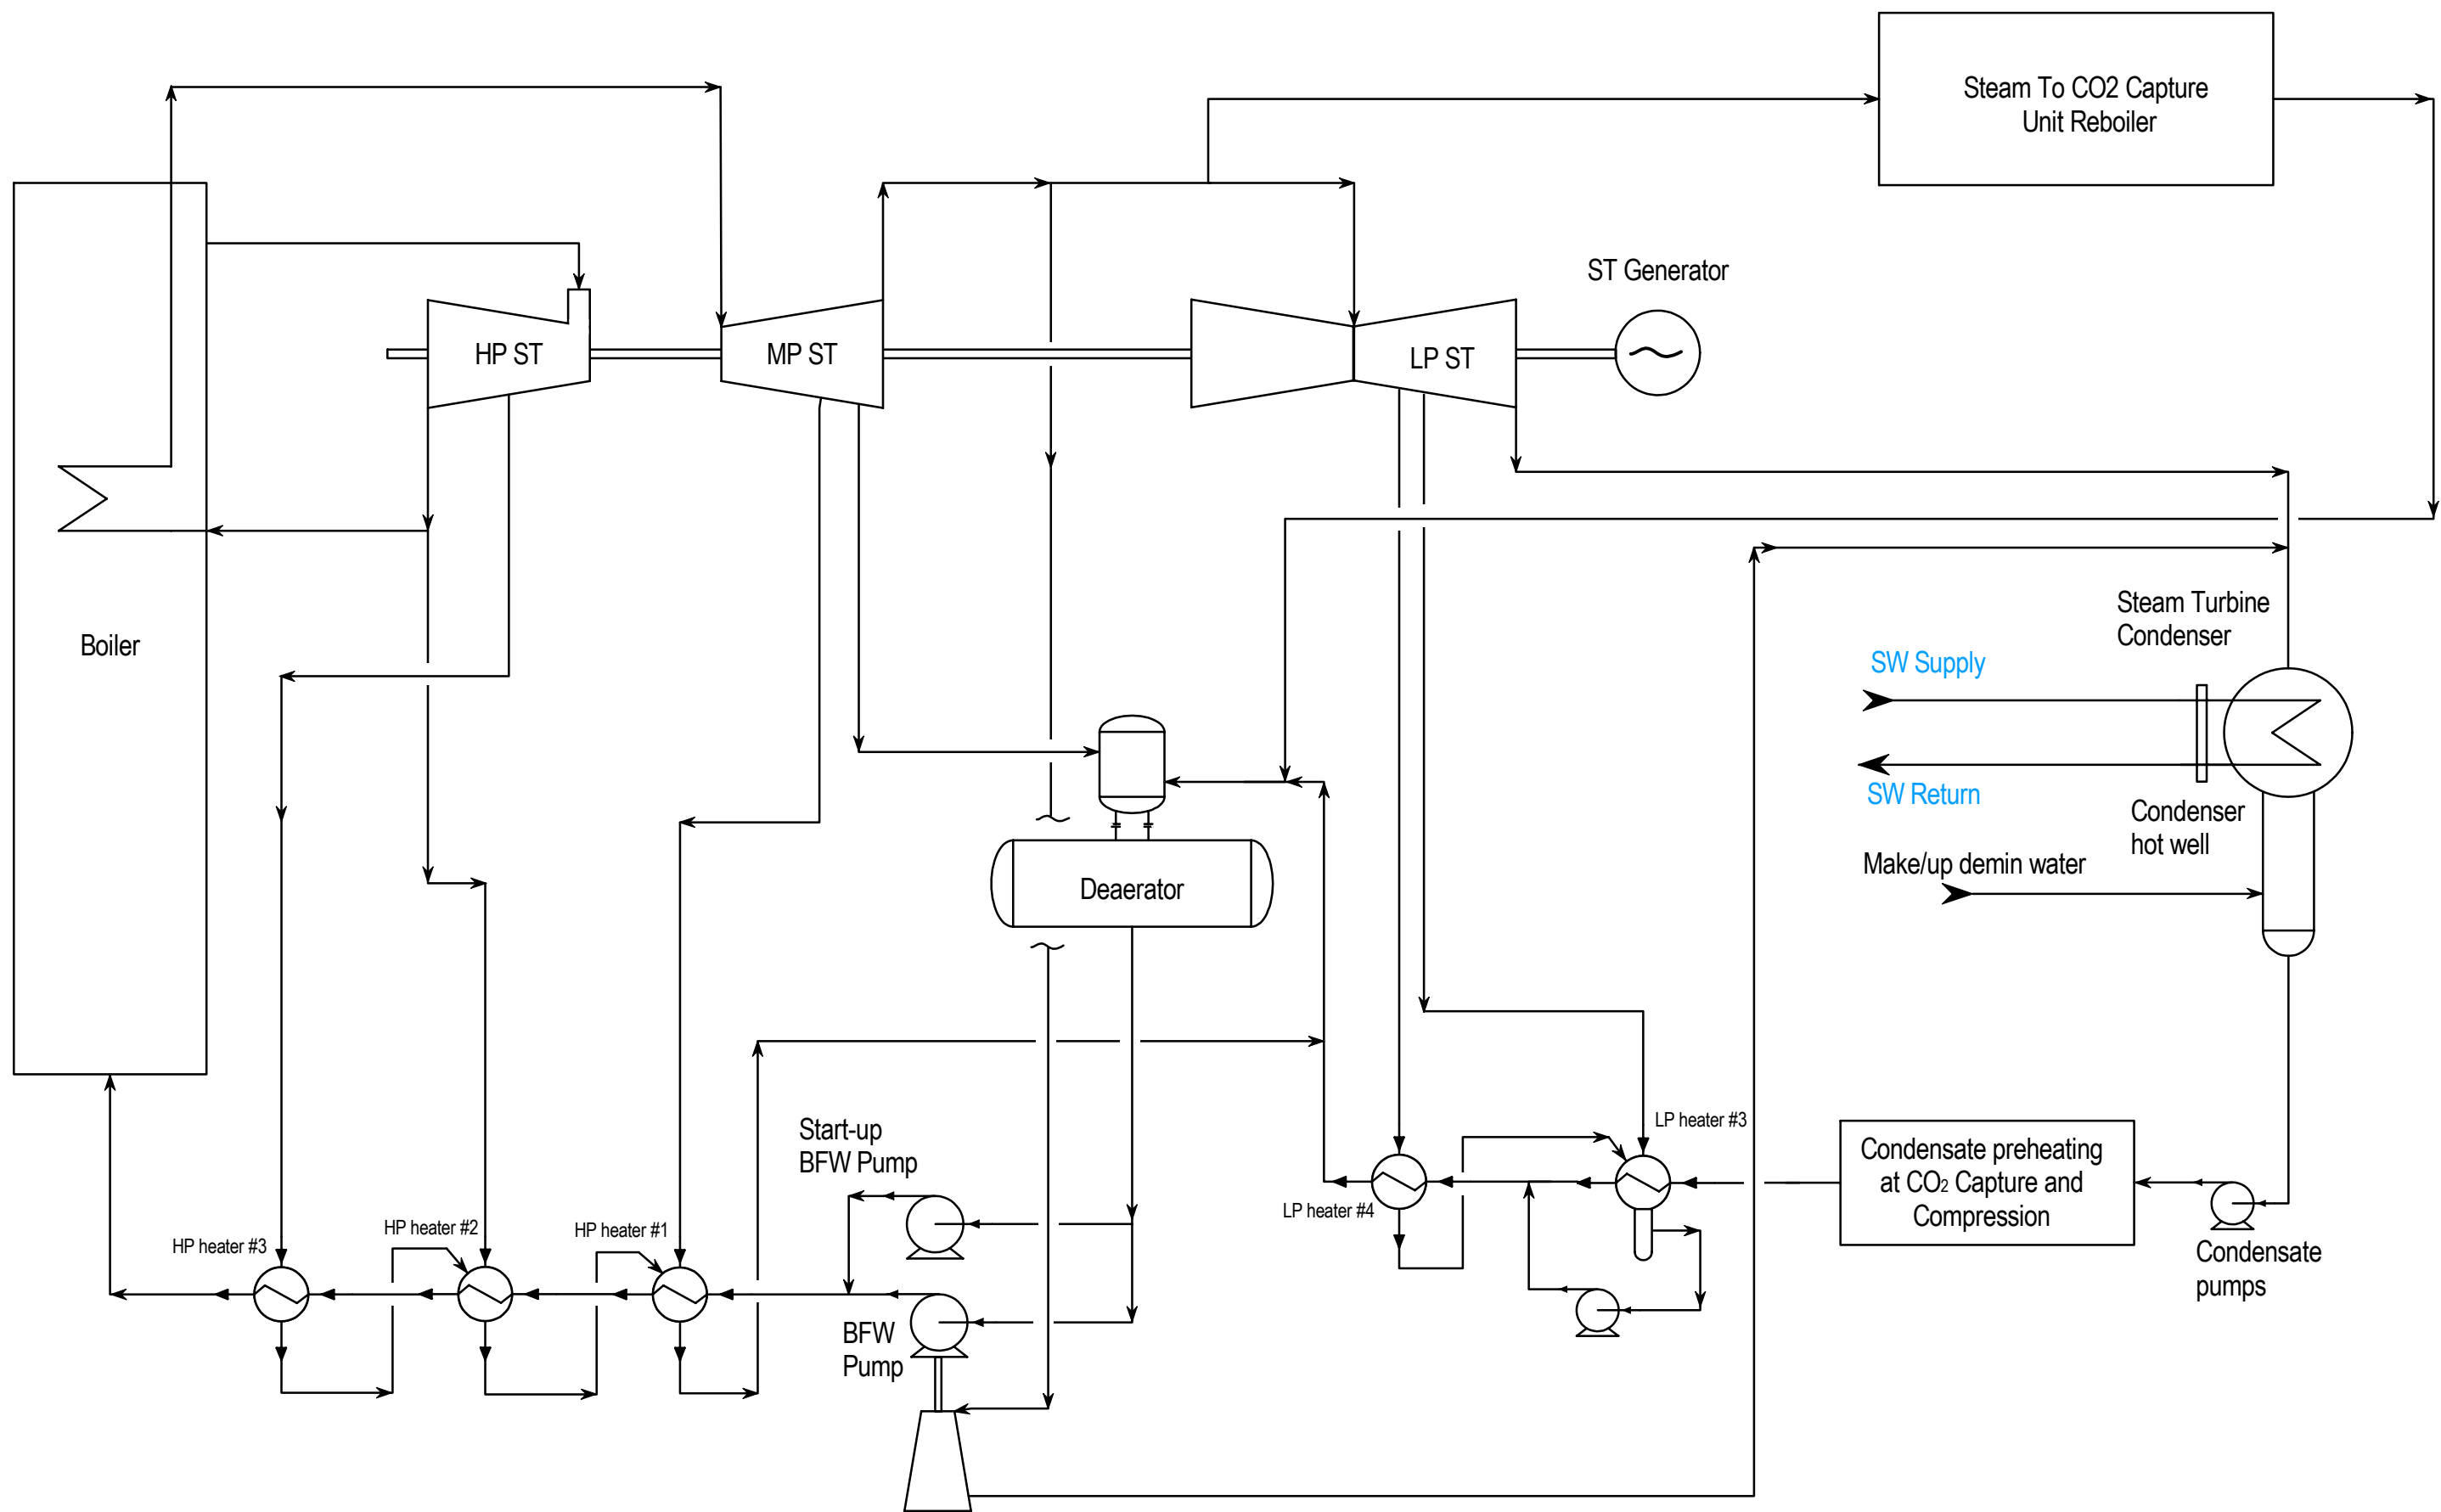 Steam To CO2 Capture
Unit Reboiler
ST Generator
HP ST
MP ST
LP ST
Boiler
Steam Turbine
Condenser
SW Supply
SW Return
Condenser
hot well
Make/up demin water
Deaerator
Start-up
BFW Pump
LP heater #3
LP heater #4
Condensate preheating
at CO2 Capture and
Compression
Condensate
pumps
HP heater #3
HP heater #2
HP heater #1
BFW
Pump